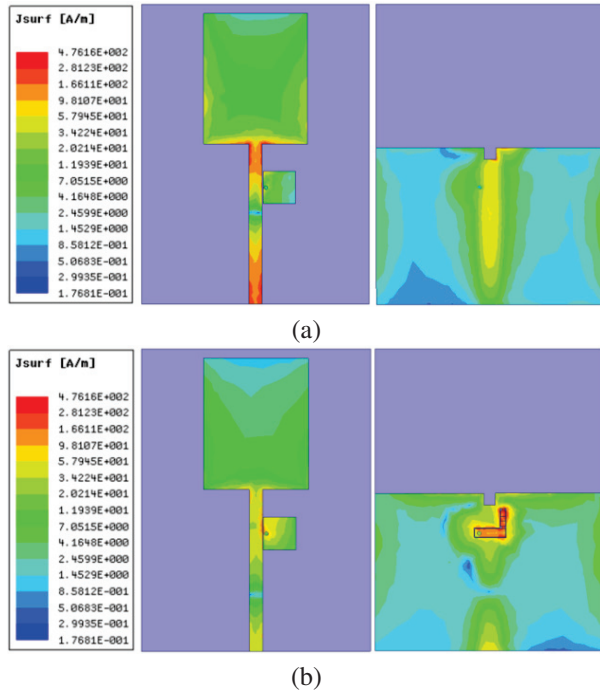 Jsurf [A/m]
4.7616E+002
2.8123E+002
1.6611E+002
9.8107E+001
5.7945E+001
3.4224E+001
2.0214E+001
1.1939E+001
7.0515E+000
4.1648E+000
2.4599E+000
1.4529E+000
8.5812E-001
5.0683E-001
2.9935E-001
1.7681E-001
(a)
Jsurf [A/m]
4.7616E+002
2.8123E+002
1.6611E+002
9.8107E+001
5.7945E+001
3.4224E+001
2.0214E+001
1.1939E+001
7.0515E+000
4.1648E+000
2.4599E+000
1.4529E+000
8.5812E-001
5.0683E-001
2.9935E-001
1.7681E-001
(b)